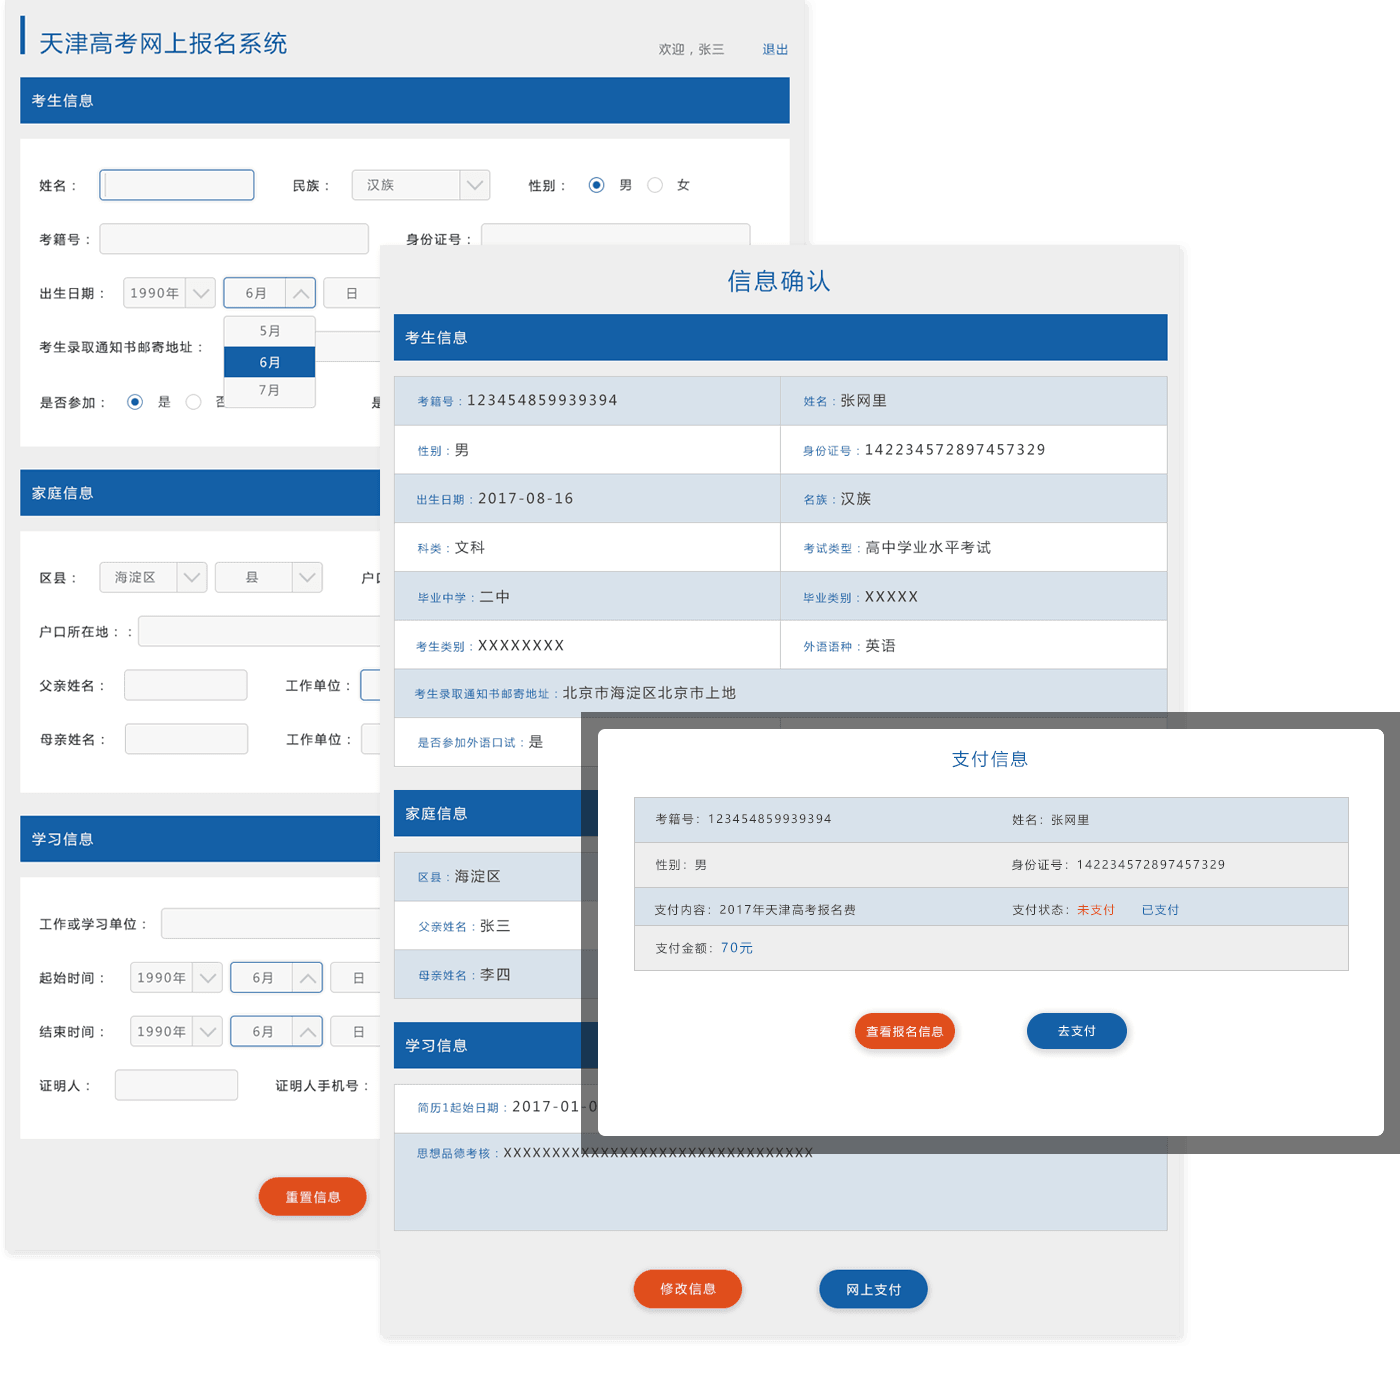 天津高考网上报名系统
欢迎，张三 退出
考生信息
姓名： 民族： 汉族 性别： 男 女
考籍号： 身份证号：
出生日期： 1990年 6月 日
5月
6月
7月
考生录取通知书邮寄地址：
是否参加： 是
家庭信息
区县： 海淀区 县
户口所在地：：
父亲姓名： 工作单位：
母亲姓名： 工作单位：
学习信息
工作或学习单位：
起始时间： 1990年 6月 日
结束时间： 1990年 6月 日
证明人： 证明人手机号：
重置信息
信息确认
考生信息
考籍号：123454859939394 姓名：张网里
性别：男 身份证号：142234572897457329
出生日期：2017-08-16 名族：汉族
科类：文科 考试类型：高中学业水平考试
毕业中学：二中 毕业类别：XXXXX
考生类别：XXXXXXXX 外语语种：英语
考生录取通知书邮寄地址：北京市海淀区北京市上地
是否参加外语口试：是
家庭信息
区县：海淀区
父亲姓名：张三
母亲姓名：李四
学习信息
简历1起始日期：2017-01-0
思想品德考核：XXXXXXXXXXXXXXXXXXXXXXXXXXXXXXXX
修改信息 网上支付
支付信息
考籍号：123454859939394 姓名：张网里
性别：男 身份证号：142234572897457329
支付内容：2017年天津高考报名费 支付状态：未支付 已支付
支付金额：70元
查看报名信息 去支付